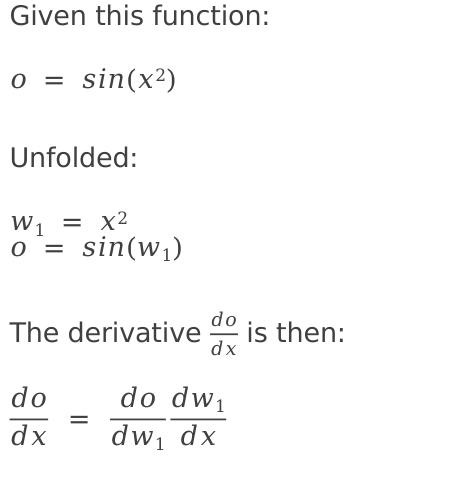 Given this function:
o = sin(x²)
Unfolded:
w₁ = x²
o = sin(w₁)
The derivative do/dx is then:
do/dx = do/dw₁ dw₁/dx